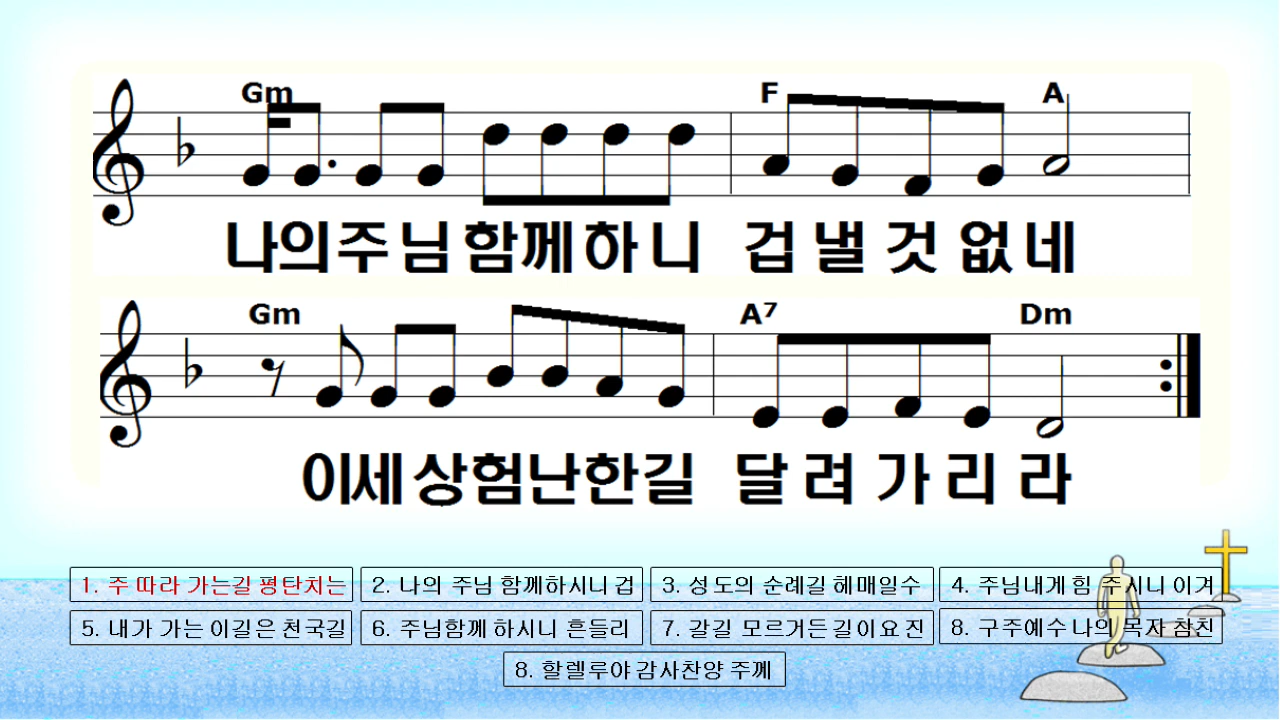 Gm F A
나의주님함께하니 겁낼것없네
Gm A7 Dm
이세상험난한길 달려가리라
1. 주 따라 가는길 평탄치는
2. 나의 주님 함께하시니 겁
3. 성도의 순례길 헤매일수
4. 주님내게 힘 주시니 이겨
5. 내가 가는 이길은 천국길
6. 주님함께 하시니 흔들리
7. 갈길 모르거든 길이요 진
8. 구주예수 나의 목자 참친
8. 할렐루야 감사찬양 주께